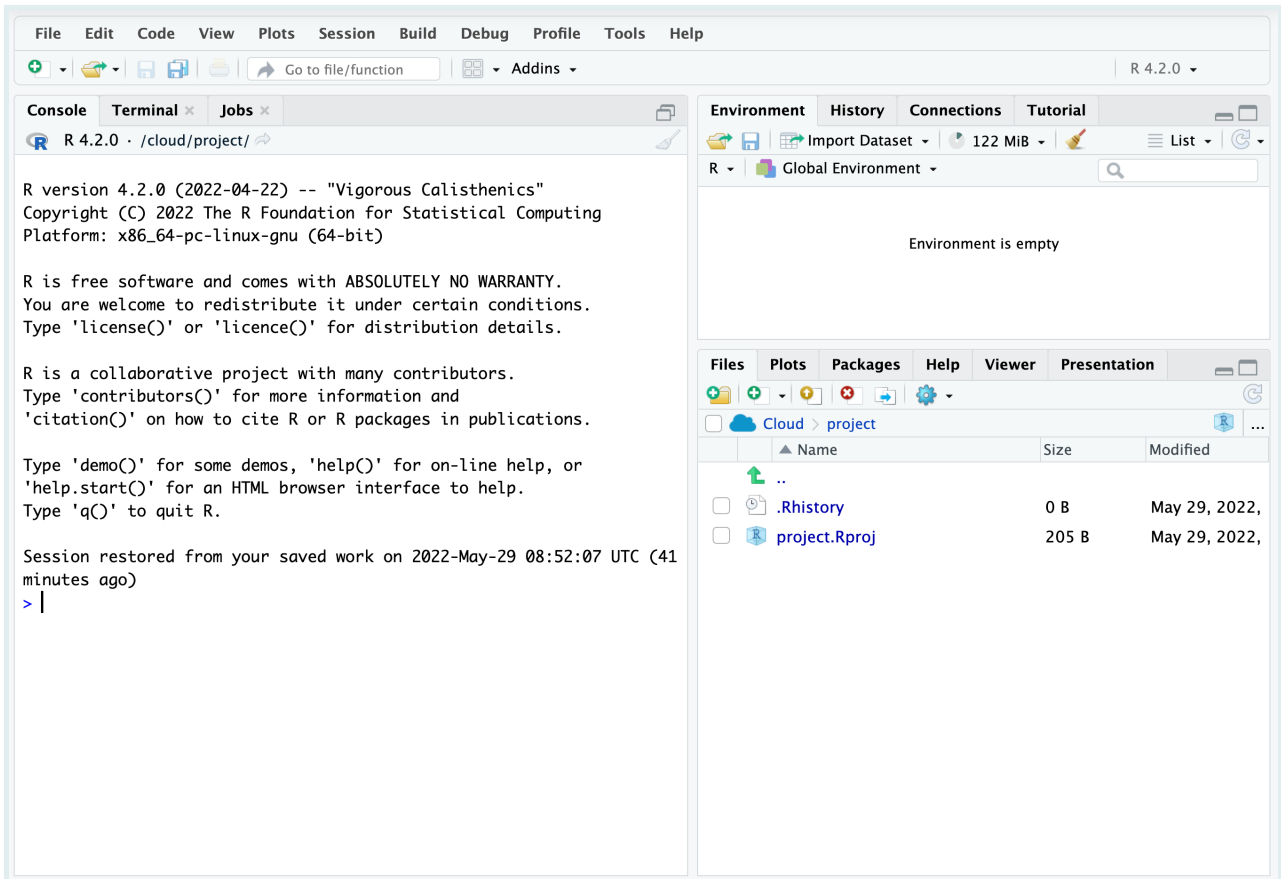 File Edit Code View Plots Session Build Debug Profile Tools Help
Go to file/function Addins R 4.2.0
Console Terminal Jobs
R 4.2.0 · /cloud/project/
R version 4.2.0 (2022-04-22) -- "Vigorous Calisthenics"
Copyright (C) 2022 The R Foundation for Statistical Computing
Platform: x86_64-pc-linux-gnu (64-bit)
R is free software and comes with ABSOLUTELY NO WARRANTY.
You are welcome to redistribute it under certain conditions.
Type 'license()' or 'licence()' for distribution details.
R is a collaborative project with many contributors.
Type 'contributors()' for more information and
'citation()' on how to cite R or R packages in publications.
Type 'demo()' for some demos, 'help()' for on-line help, or
'help.start()' for an HTML browser interface to help.
Type 'q()' to quit R.
Session restored from your saved work on 2022-May-29 08:52:07 UTC (41
minutes ago)
>
Environment History Connections Tutorial
Import Dataset 122 MiB List
R Global Environment
Environment is empty
Files Plots Packages Help Viewer Presentation
Cloud > project R ...
Name Size Modified
..
.Rhistory 0 B May 29, 2022,
project.Rproj 205 B May 29, 2022,